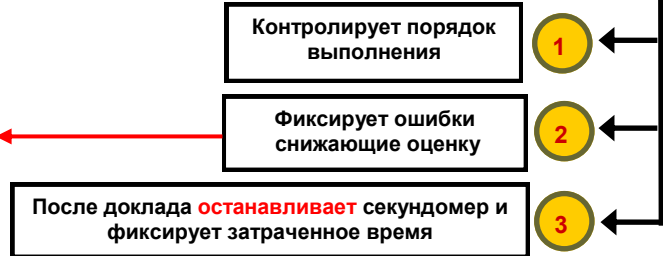 Контролирует порядок
выполнения
1
Фиксирует ошибки
снижающие оценку
2
После доклада останавливает секундомер и
фиксирует затраченное время
3